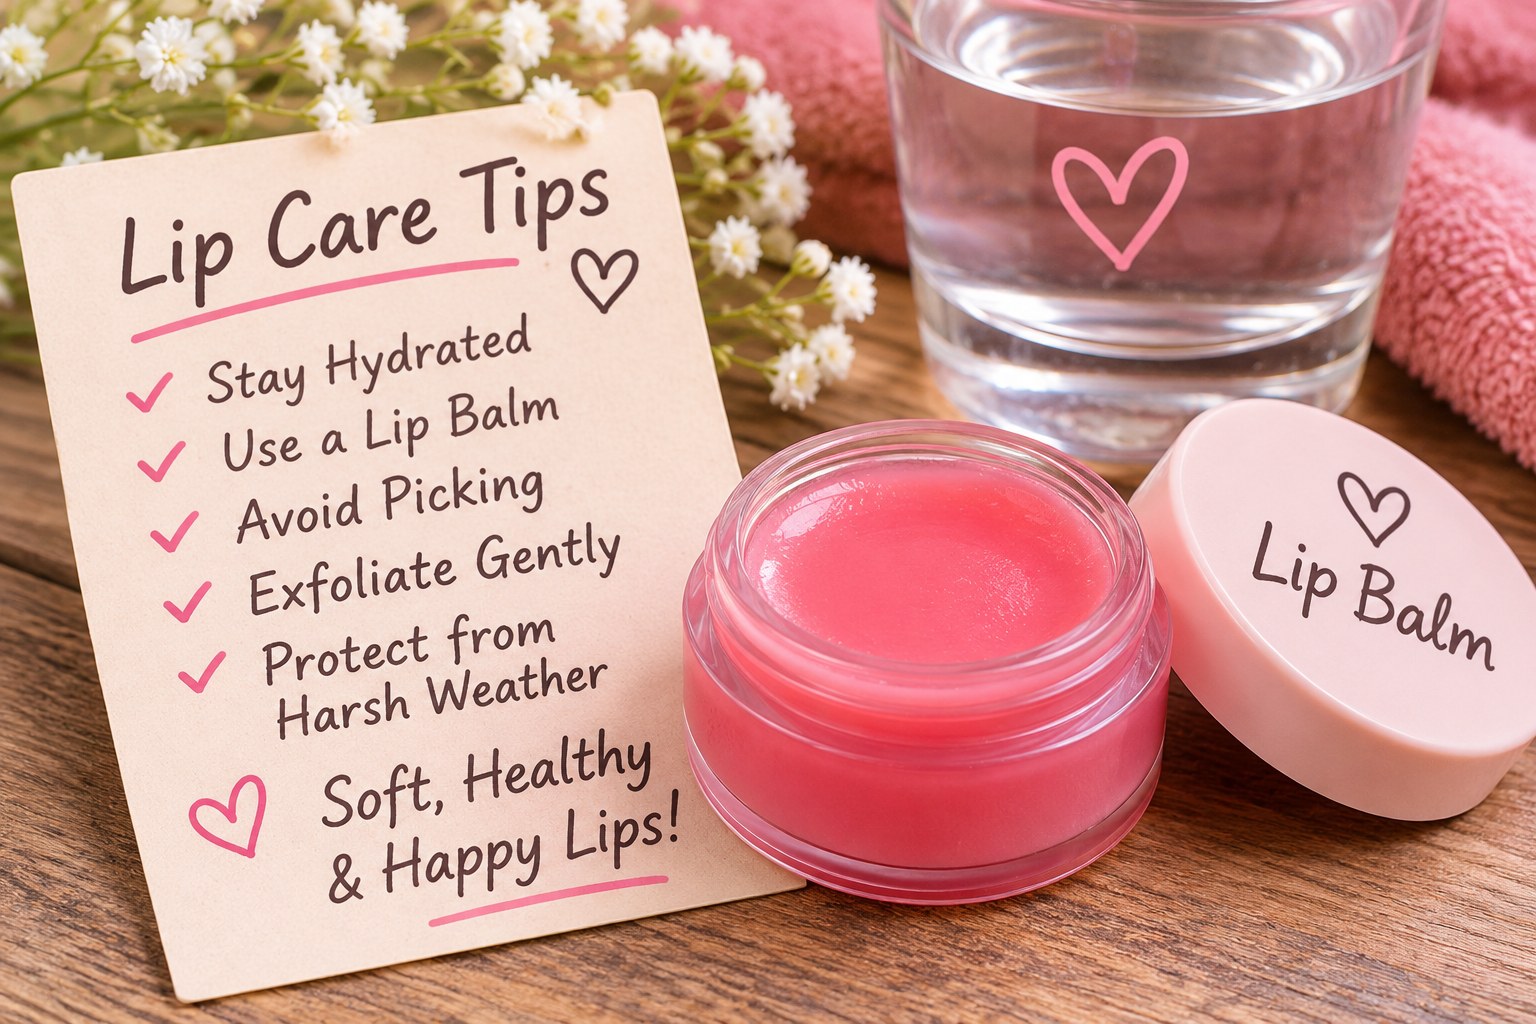 Lip Care Tips
Stay Hydrated
Use a Lip Balm
Avoid Picking
Exfoliate Gently
Protect from
Harsh Weather
Soft, Healthy
& Happy Lips!
Lip Balm